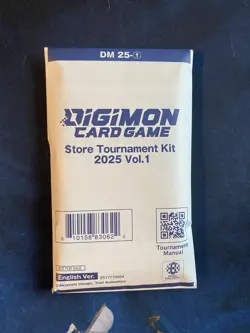 DM 25-①
DIGIMON
CARD GAME
Store Tournament Kit
2025 Vol.1
Tournament
Manual
English Ver.